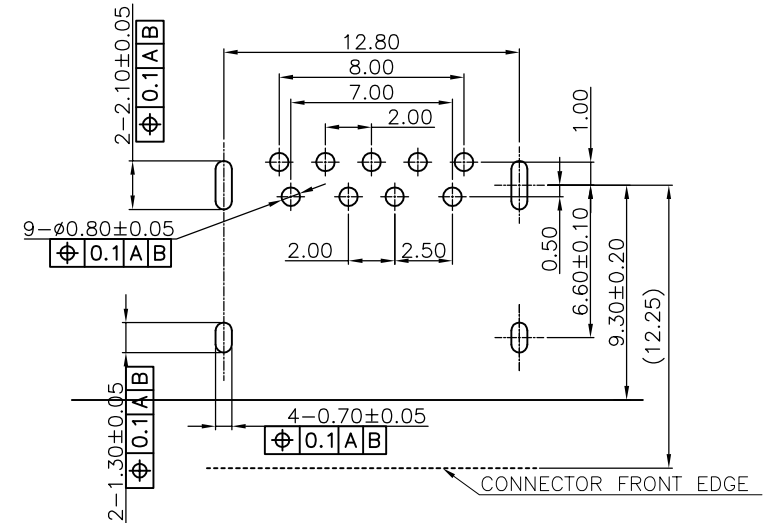 12.80
8.00
7.00
2.00
1.00
2-2.10±0.05
⌖ 0.1 A B
9-ø0.80±0.05
⌖ 0.1 A B
2.00
2.50
0.50
6.60±0.10
9.30±0.20
(12.25)
2-1.30±0.05
⌖ 0.1 A B
4-0.70±0.05
⌖ 0.1 A B
CONNECTOR FRONT EDGE